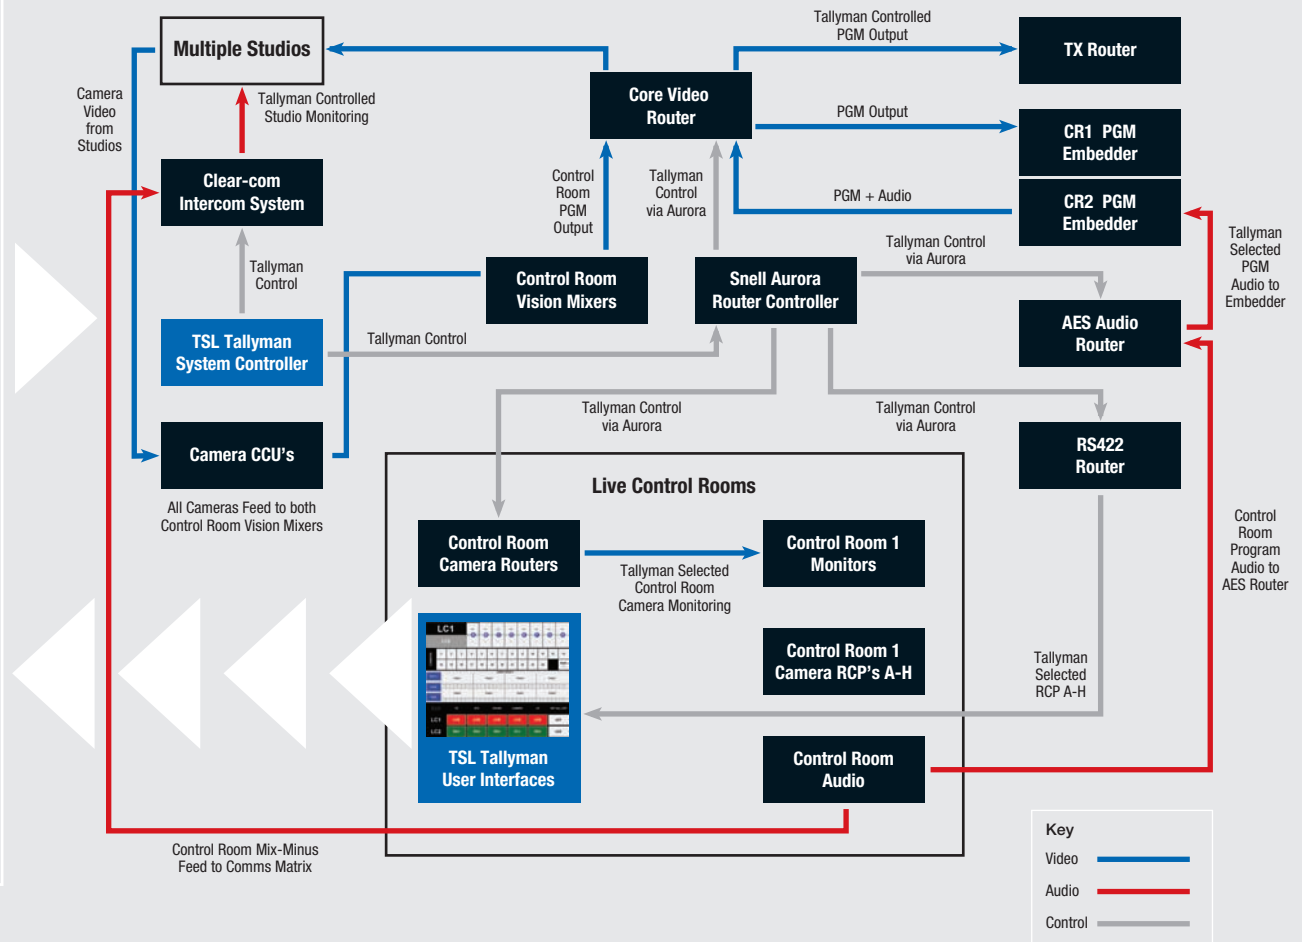 Tallyman Controlled
PGM Output
Multiple Studios
TX Router
Camera
Video
from
Studios
Tallyman Controlled
Studio Monitoring
Core Video
Router
PGM Output
CR1 PGM
Embedder
Clear-com
Intercom System
Control
Room
PGM
Output
Tallyman
Control
via Aurora
PGM + Audio
CR2 PGM
Embedder
Tallyman
Selected
PGM
Audio to
Embedder
Tallyman
Control
Control Room
Vision Mixers
Snell Aurora
Router Controller
Tallyman Control
via Aurora
TSL Tallyman
System Controller
Tallyman Control
AES Audio
Router
Tallyman Control
via Aurora
Tallyman Control
via Aurora
Camera CCU's
RS422
Router
All Cameras Feed to both
Control Room Vision Mixers
Live Control Rooms
Control
Room
Program
Audio to
AES Router
Control Room
Camera Routers
Tallyman Selected
Control Room
Camera Monitoring
Control Room 1
Monitors
LC1
Control Room 1
Camera RCP's A-H
Tallyman
Selected
RCP A-H
LC1
LC2
TSL Tallyman
User Interfaces
Control Room
Audio
Control Room Mix-Minus
Feed to Comms Matrix
Key
Video
Audio
Control